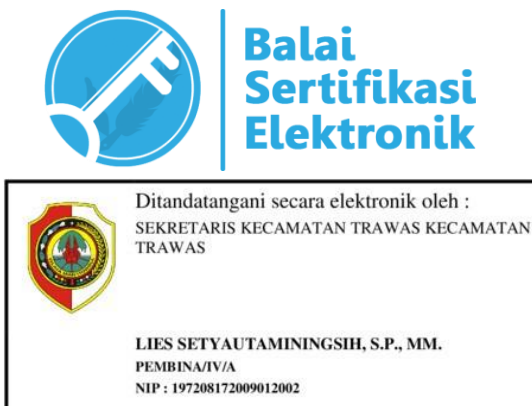 Balai
Sertifikasi
Elektronik
Ditandatangani secara elektronik oleh :
SEKRETARIS KECAMATAN TRAWAS KECAMATAN
TRAWAS
LIES SETYAUTAMININGSIH, S.P., MM.
PEMBINA/IV/A
NIP : 197208172009012002